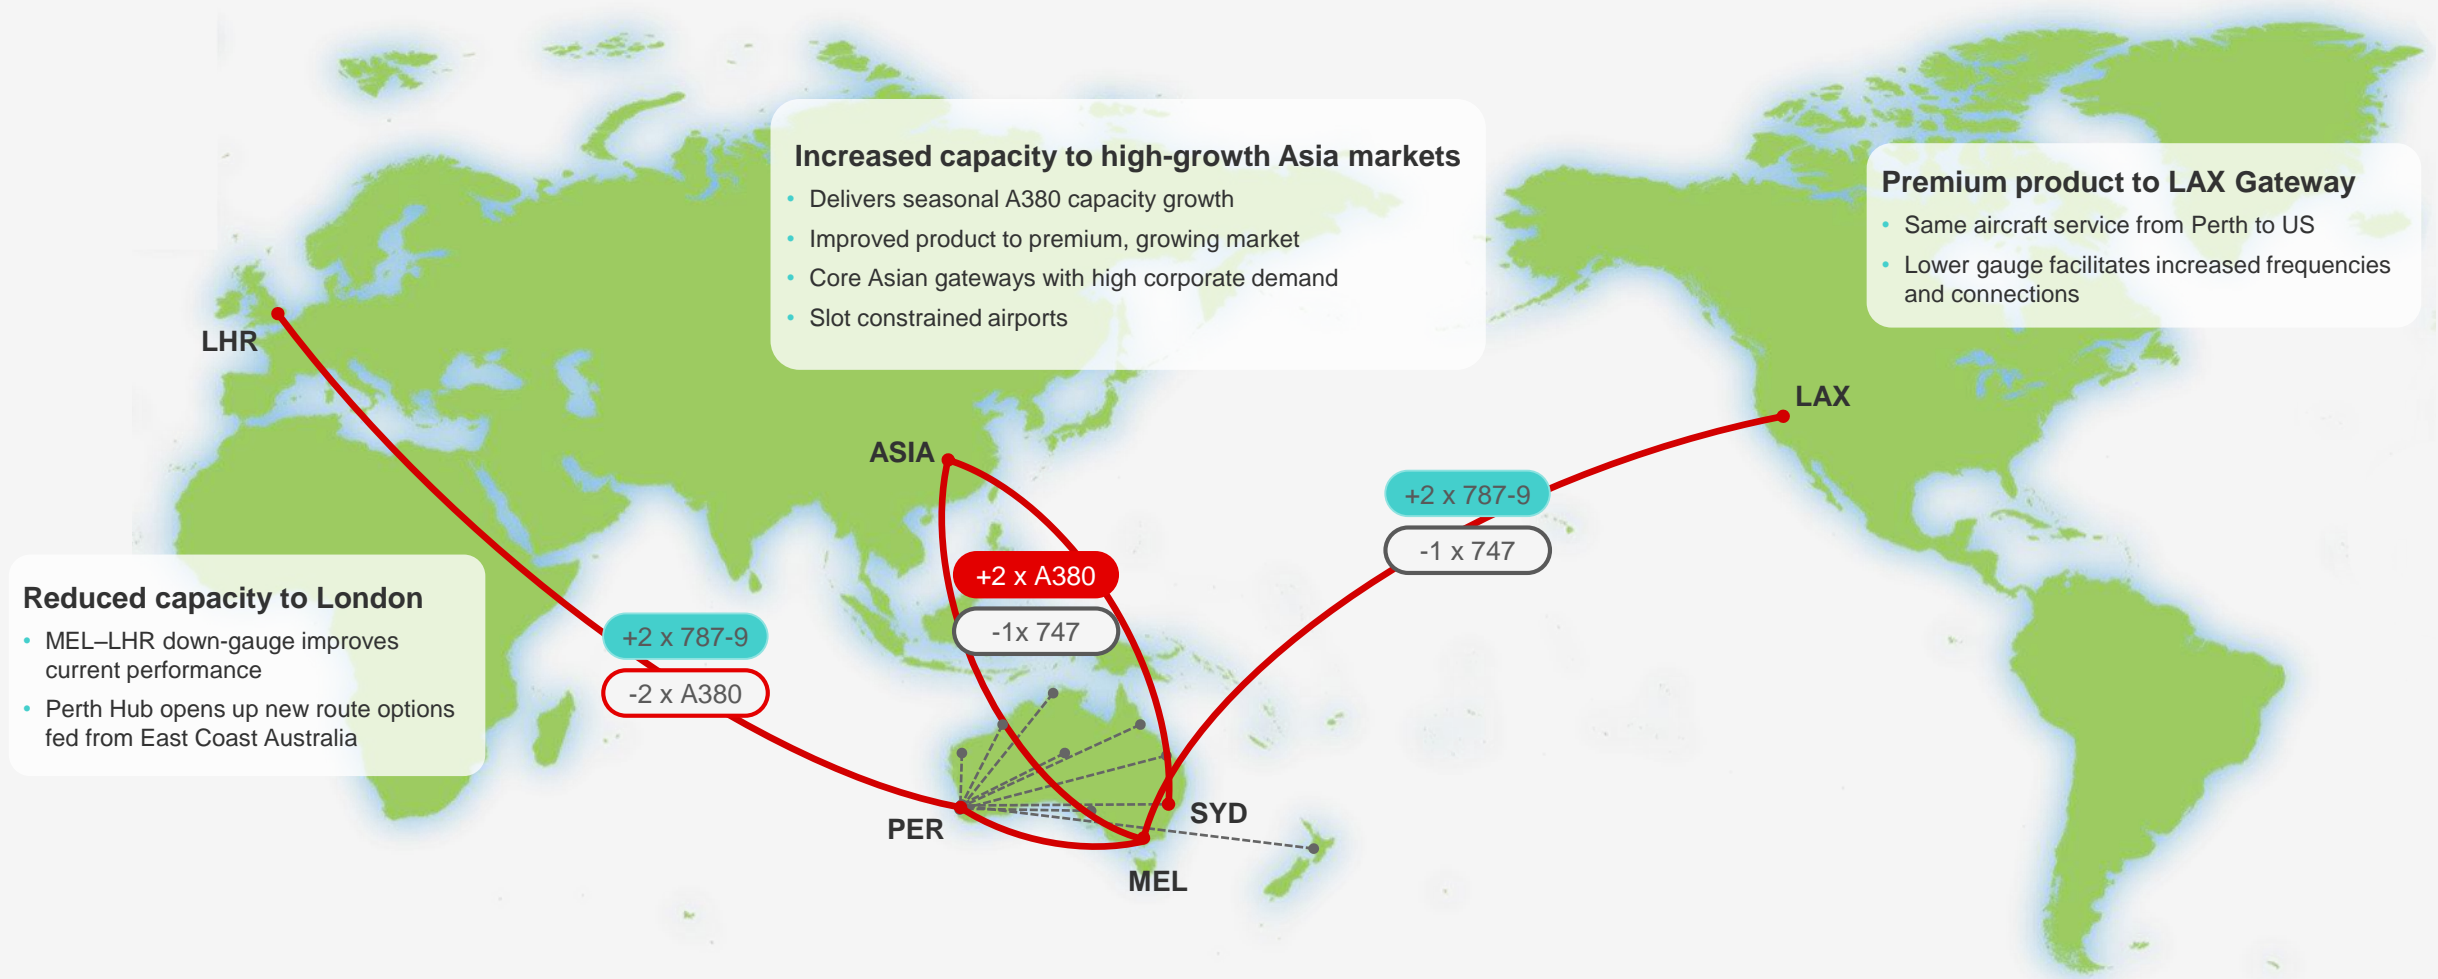 Increased capacity to high-growth Asia markets
• Delivers seasonal A380 capacity growth
• Improved product to premium, growing market
• Core Asian gateways with high corporate demand
• Slot constrained airports
Premium product to LAX Gateway
• Same aircraft service from Perth to US
• Lower gauge facilitates increased frequencies
and connections
LHR
LAX
ASIA
+2 x 787-9
-1 x 747
+2 x A380
-1x 747
Reduced capacity to London
• MEL–LHR down-gauge improves
current performance
• Perth Hub opens up new route options
fed from East Coast Australia
+2 x 787-9
-2 x A380
PER
SYD
MEL